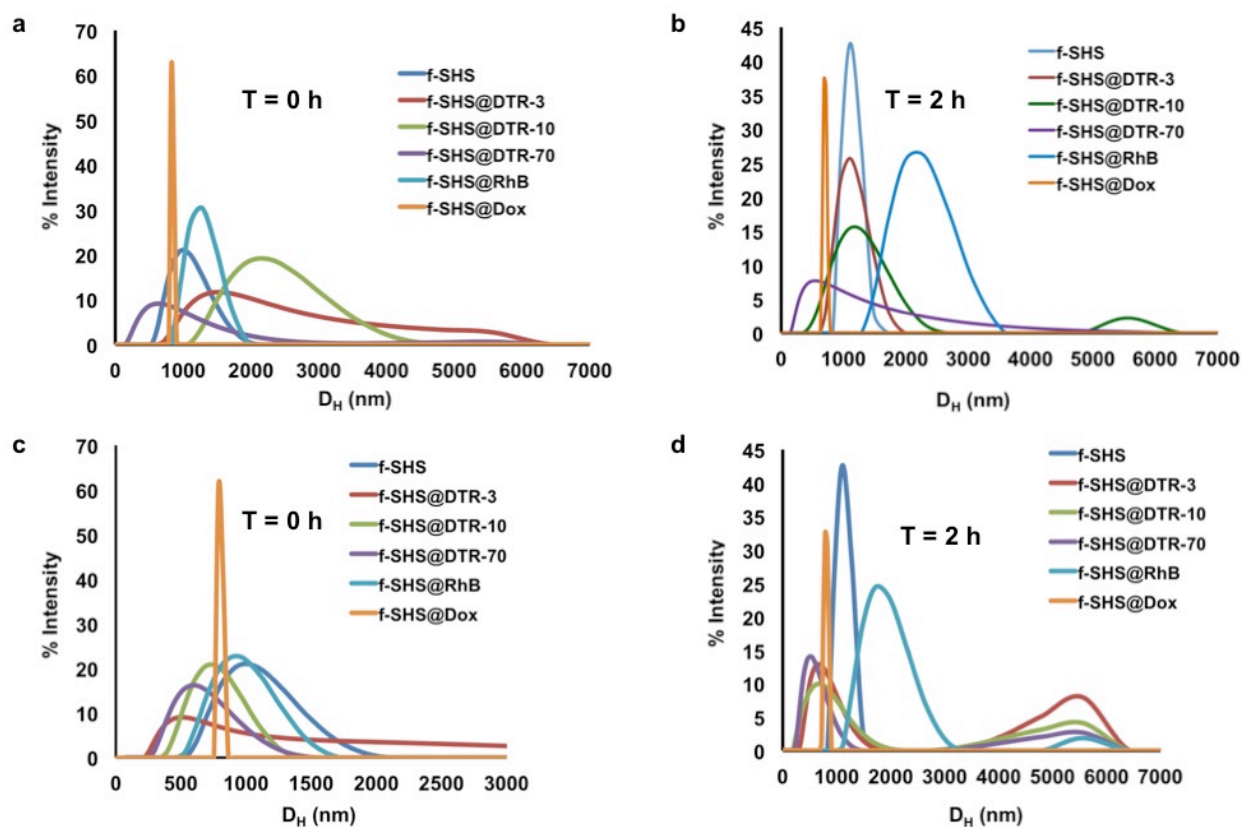 a
70
60
50
40
30
20
10
0
% Intensity
T = 0 h
f-SHS
f-SHS@DTR-3
f-SHS@DTR-10
f-SHS@DTR-70
f-SHS@RhB
f-SHS@Dox
0 1000 2000 3000 4000 5000 6000 7000
DH (nm)
b
45
40
35
30
25
20
15
10
5
0
% Intensity
T = 2 h
f-SHS
f-SHS@DTR-3
f-SHS@DTR-10
f-SHS@DTR-70
f-SHS@RhB
f-SHS@Dox
0 1000 2000 3000 4000 5000 6000 7000
DH (nm)
c
70
60
50
40
30
20
10
0
% Intensity
T = 0 h
f-SHS
f-SHS@DTR-3
f-SHS@DTR-10
f-SHS@DTR-70
f-SHS@RhB
f-SHS@Dox
0 500 1000 1500 2000 2500 3000
DH (nm)
d
45
40
35
30
25
20
15
10
5
0
% Intensity
T = 2 h
f-SHS
f-SHS@DTR-3
f-SHS@DTR-10
f-SHS@DTR-70
f-SHS@RhB
f-SHS@Dox
0 1000 2000 3000 4000 5000 6000 7000
DH (nm)